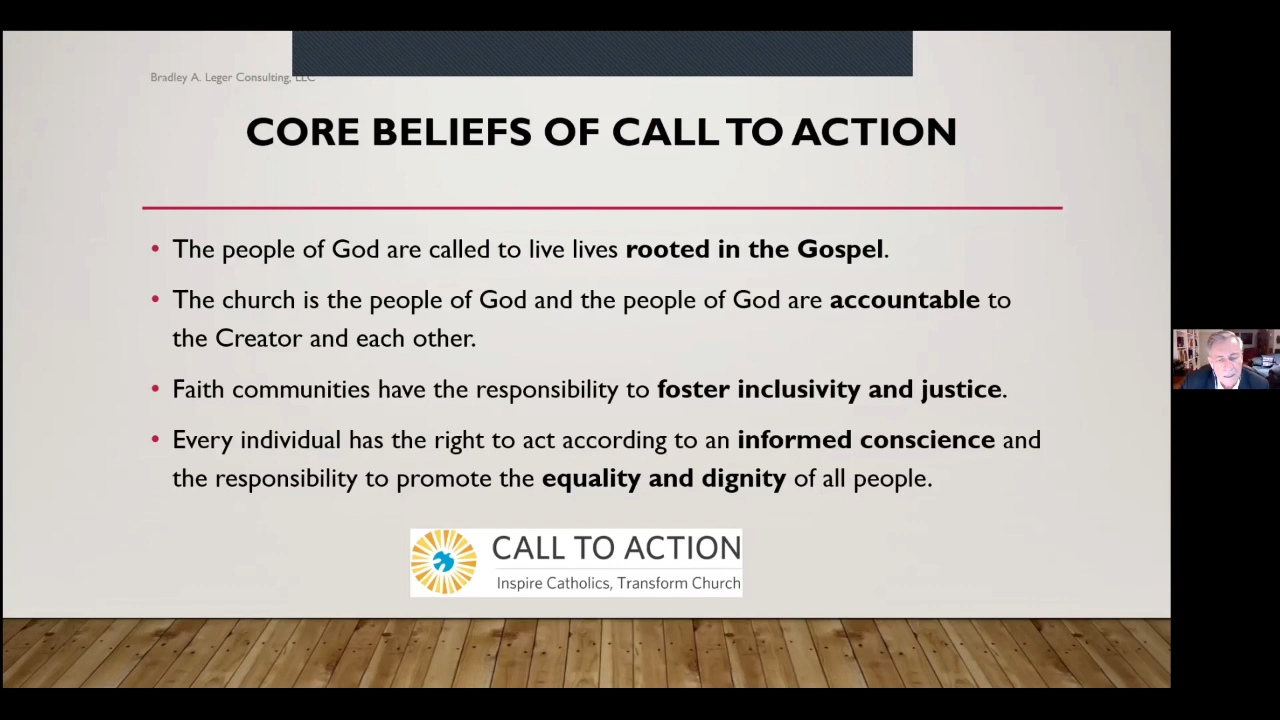 Bradley A. Leger Consulting, LLC
CORE BELIEFS OF CALL TO ACTION
• The people of God are called to live lives rooted in the Gospel.
• The church is the people of God and the people of God are accountable to
the Creator and each other.
• Faith communities have the responsibility to foster inclusivity and justice.
• Every individual has the right to act according to an informed conscience and
the responsibility to promote the equality and dignity of all people.
CALL TO ACTION
Inspire Catholics, Transform Church